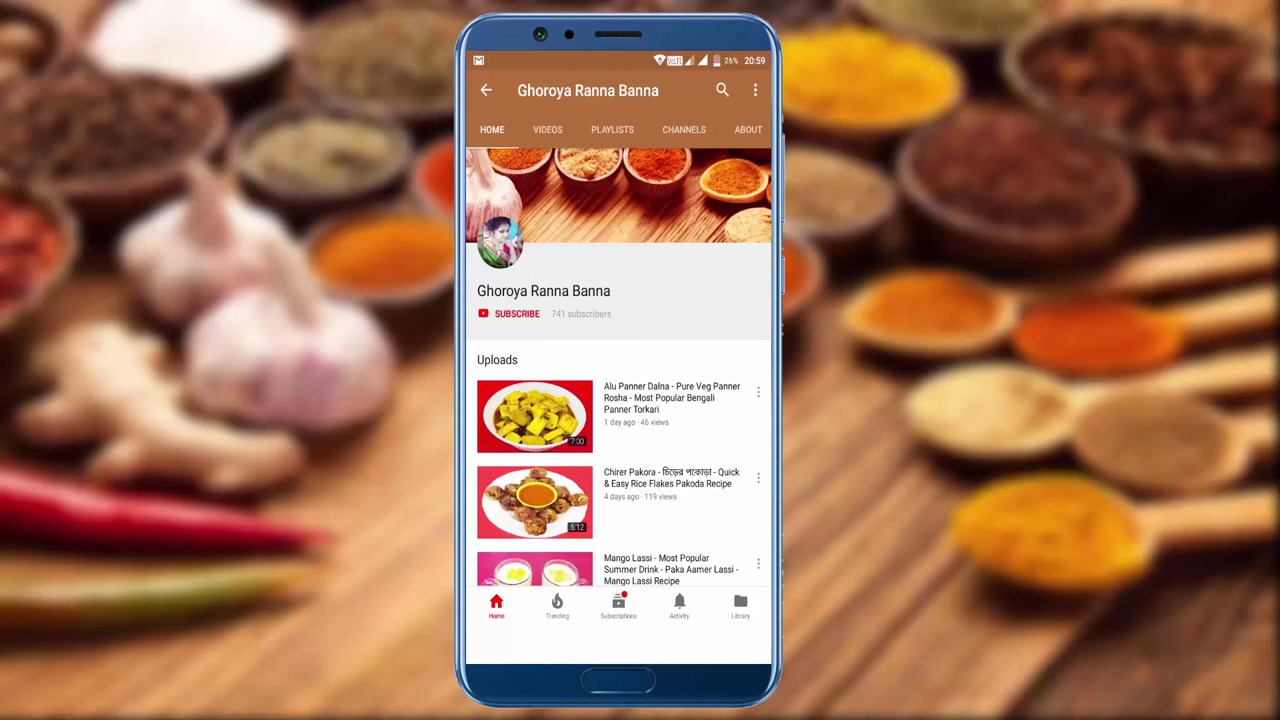 VoLTE 26% 20:59
Ghoroya Ranna Banna
HOME VIDEOS PLAYLISTS CHANNELS ABOUT
Ghoroya Ranna Banna
SUBSCRIBE 741 subscribers
Uploads
Alu Panner Dalna - Pure Veg Panner
Rosha - Most Popular Bengali
Panner Torkari
1 day ago · 46 views
7:00
Chirer Pakora - চিড়ের পকোড়া - Quick
& Easy Rice Flakes Pakoda Recipe
4 days ago · 119 views
5:12
Mango Lassi - Most Popular
Summer Drink - Paka Aamer Lassi -
Mango Lassi Recipe
Home Trending Subscriptions Activity Library